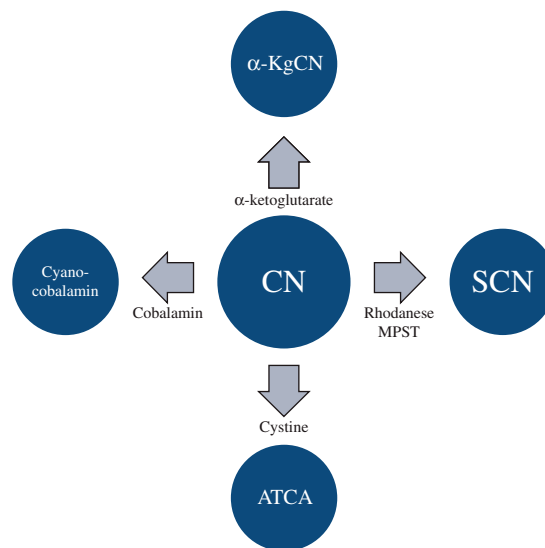 α-KgCN
α-ketoglutarate
Cyano-
cobalamin
Cobalamin
CN
Rhodanese
MPST
SCN
Cystine
ATCA